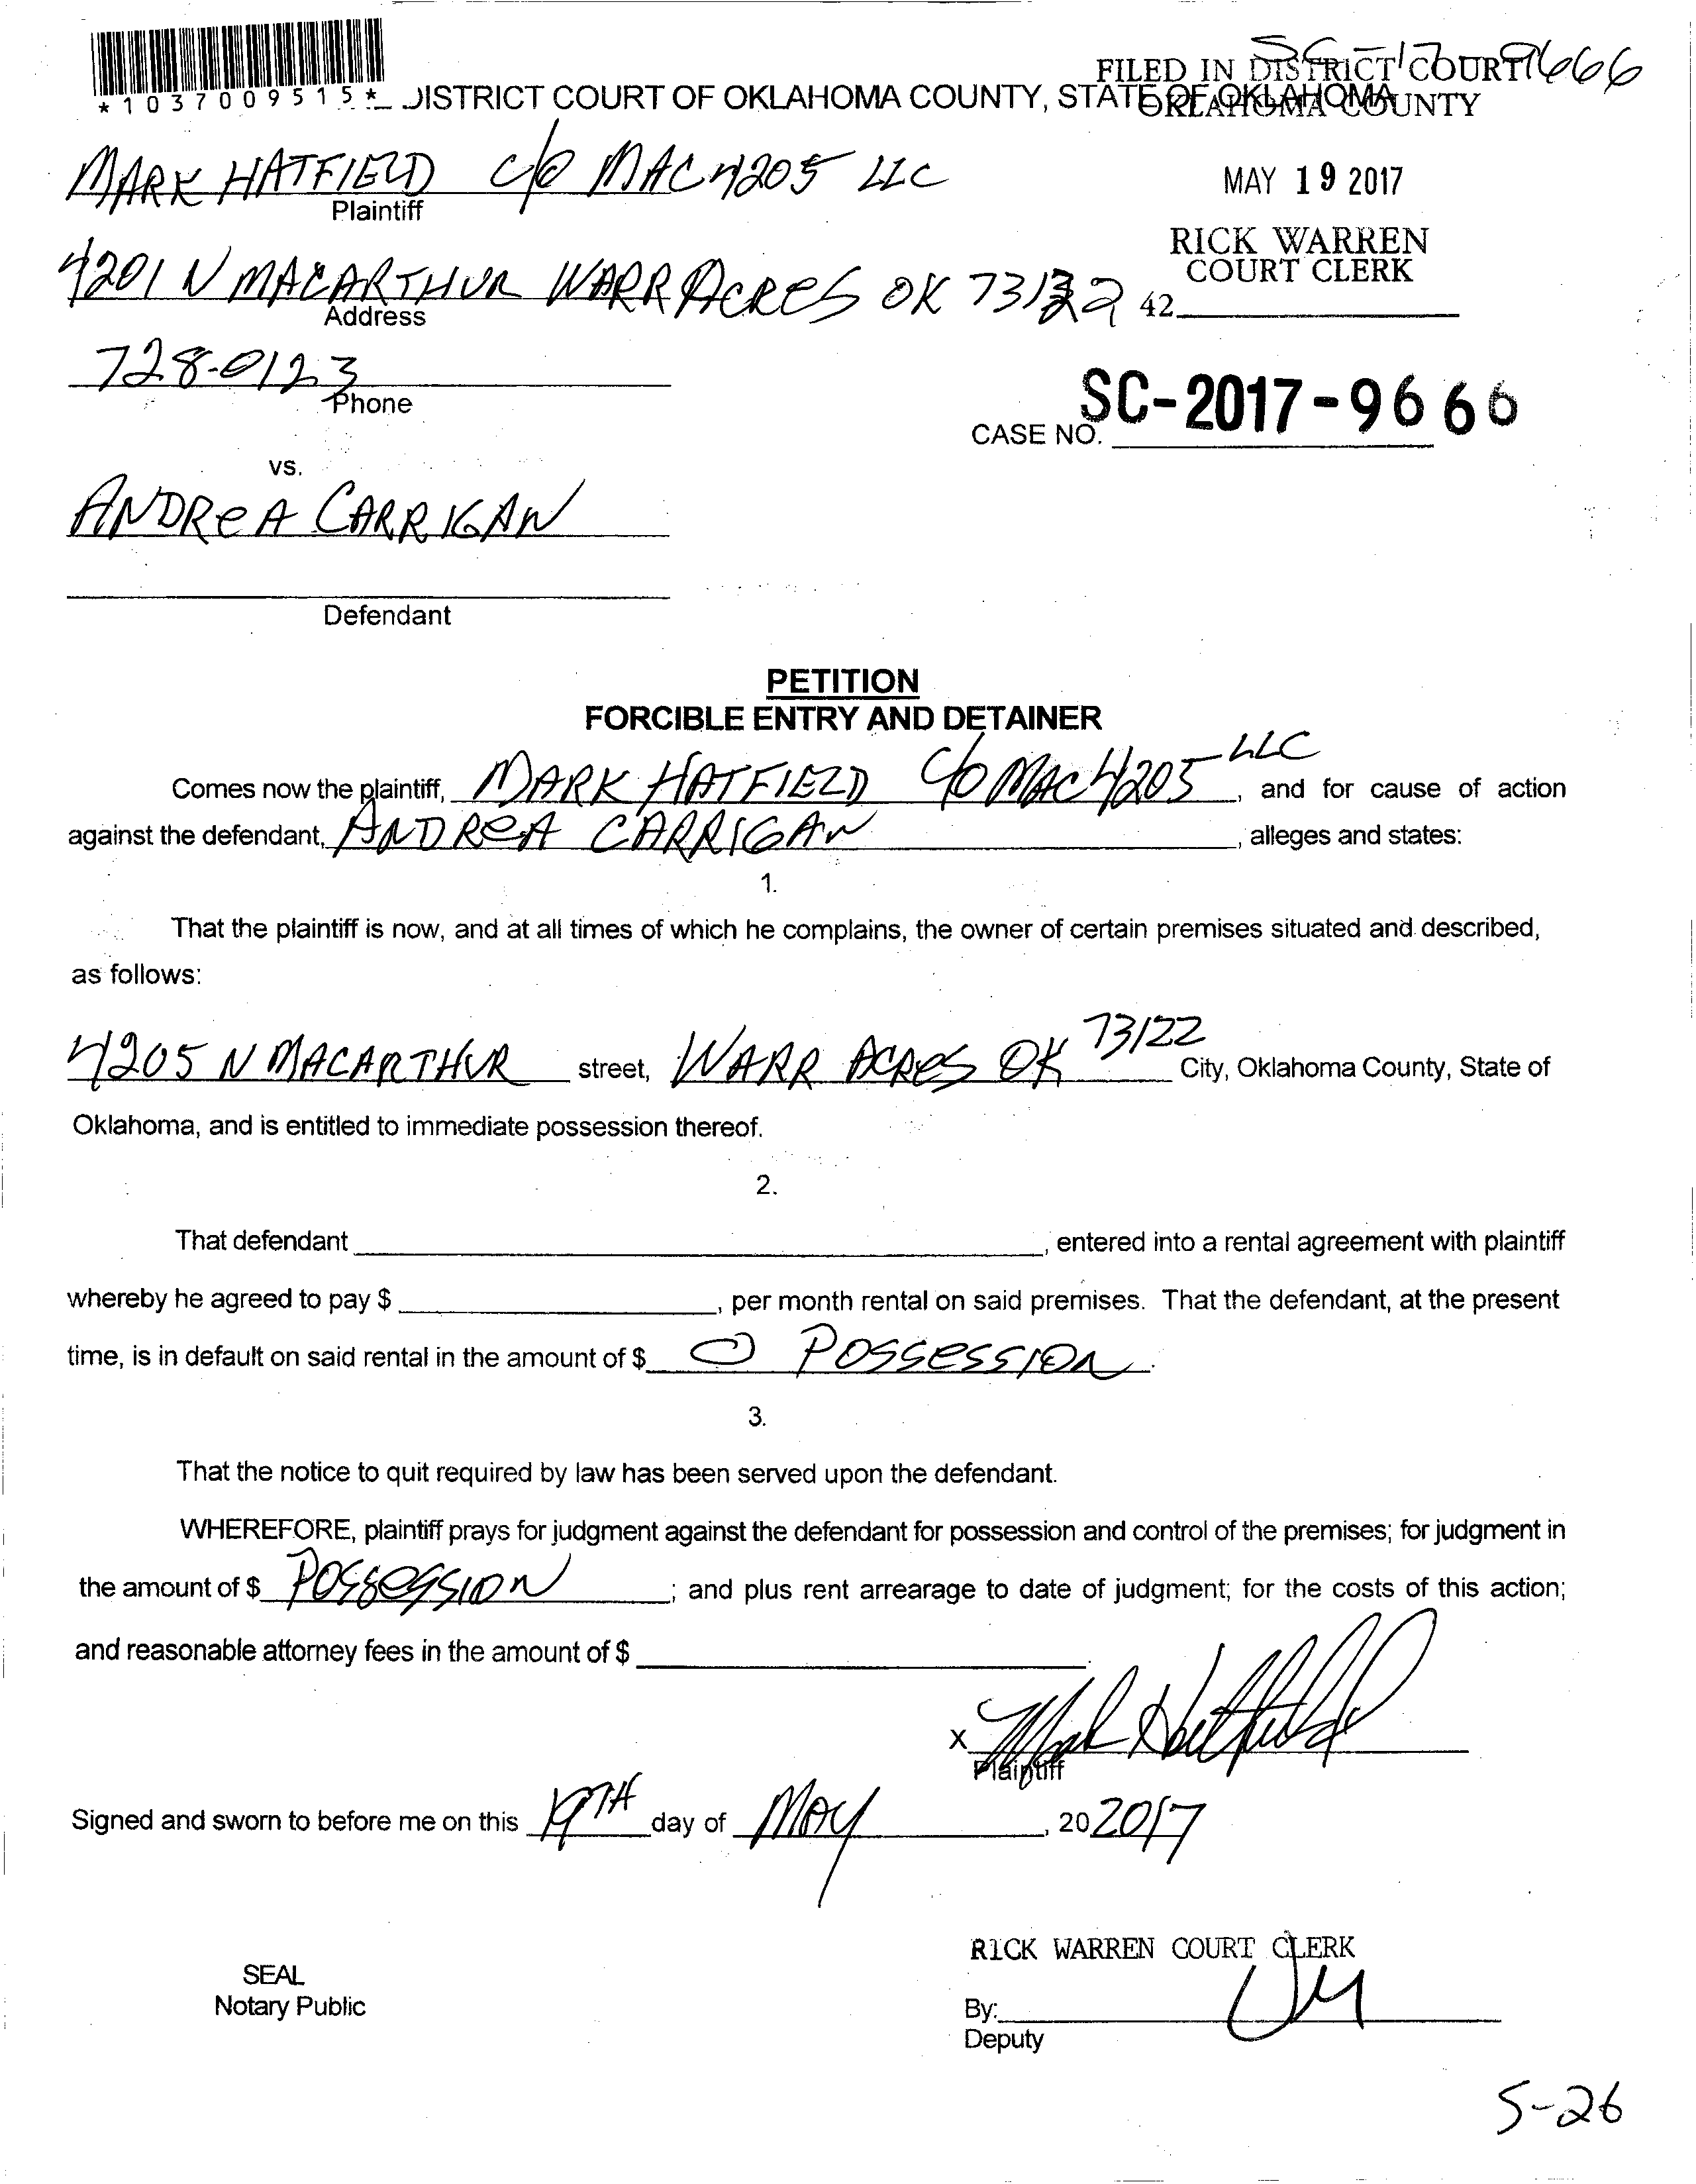 SC-17-9666
FILED IN DISTRICT COURT
*1037009515* DISTRICT COURT OF OKLAHOMA COUNTY, STATE OF OKLAHOMA
OKLAHOMA COUNTY
MARK HATFIELD c/o MAC4205 LLC
Plaintiff
MAY 19 2017
RICK WARREN
COURT CLERK
4201 N MACARTHUR WARR ACRES OK 73122
Address
42
728-0123
Phone
CASE NO. SC-2017-9666
vs.
ANDREA CARRIGAN
Defendant
PETITION
FORCIBLE ENTRY AND DETAINER
Comes now the plaintiff, MARK HATFIELD C/O MAC4205 LLC, and for cause of action
against the defendant, ANDREA CARRIGAN, alleges and states:
1.
That the plaintiff is now, and at all times of which he complains, the owner of certain premises situated and described,
as follows:
4205 N MACARTHUR street, WARR ACRES OK 73122 City, Oklahoma County, State of
Oklahoma, and is entitled to immediate possession thereof.
2.
That defendant , entered into a rental agreement with plaintiff
whereby he agreed to pay $ , per month rental on said premises. That the defendant, at the present
time, is in default on said rental in the amount of $ 0 POSSESSION.
3.
That the notice to quit required by law has been served upon the defendant.
WHEREFORE, plaintiff prays for judgment against the defendant for possession and control of the premises; for judgment in
the amount of $ POSSESSION ; and plus rent arrearage to date of judgment; for the costs of this action;
and reasonable attorney fees in the amount of $ .
x Mark Hatfield
Plaintiff
Signed and sworn to before me on this 19TH day of MAY , 20 2017
RICK WARREN COURT CLERK
SEAL
Notary Public
By:
Deputy
5-26